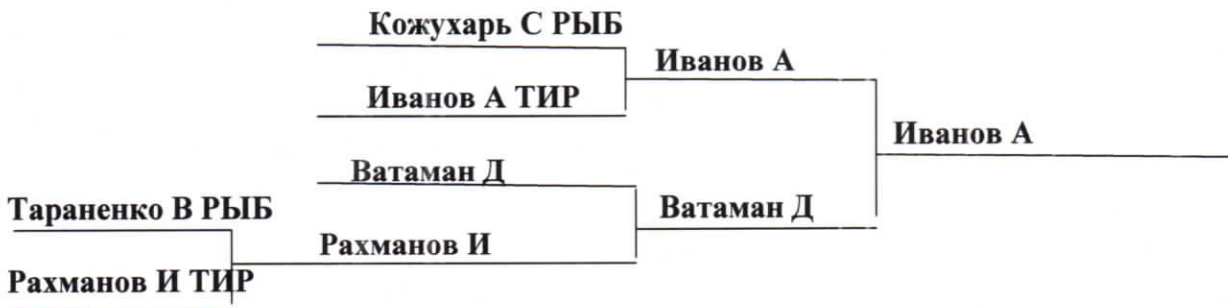 Кожухарь С РЫБ
Иванов А
Иванов А ТИР
Иванов А
Ватаман Д
Тараненко В РЫБ
Ватаман Д
Рахманов И
Рахманов И ТИР